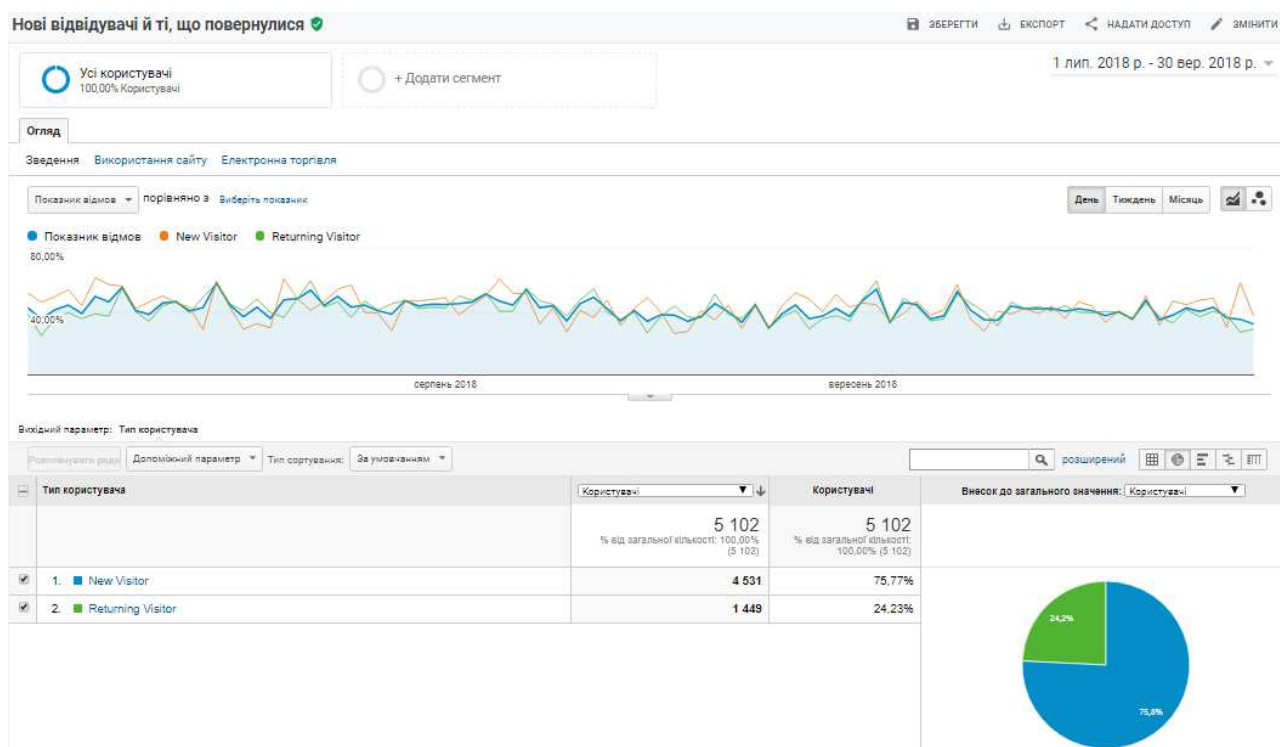 Нові відвідувачі й ті, що повернулися
ЗБЕРЕГТИ ЕКСПОРТ НАДАТИ ДОСТУП ЗМІНИТИ
1 лип. 2018 р. - 30 вер. 2018 р.
Усі користувачі
100,00% Користувачі
+ Додати сегмент
Огляд
Зведення Використання сайту Електронна торгівля
Показник відмов порівняно з Виберіть показник
День Тиждень Місяць
Показник відмов New Visitor Returning Visitor
80,00%
40,00%
серпень 2018 вересень 2018
Вихідний параметр: Тип користувача
Допоміжний параметр Тип сортування: За умовчанням розширений
Тип користувача Користувачі Користувачі Внесок до загального значення: Користувачі
5 102 5 102
% від загальної кількості: 100,00% % від загальної кількості:
(5 102) 100,00% (5 102)
1. New Visitor 4 531 75,77%
2. Returning Visitor 1 449 24,23%
24,2%
75,8%